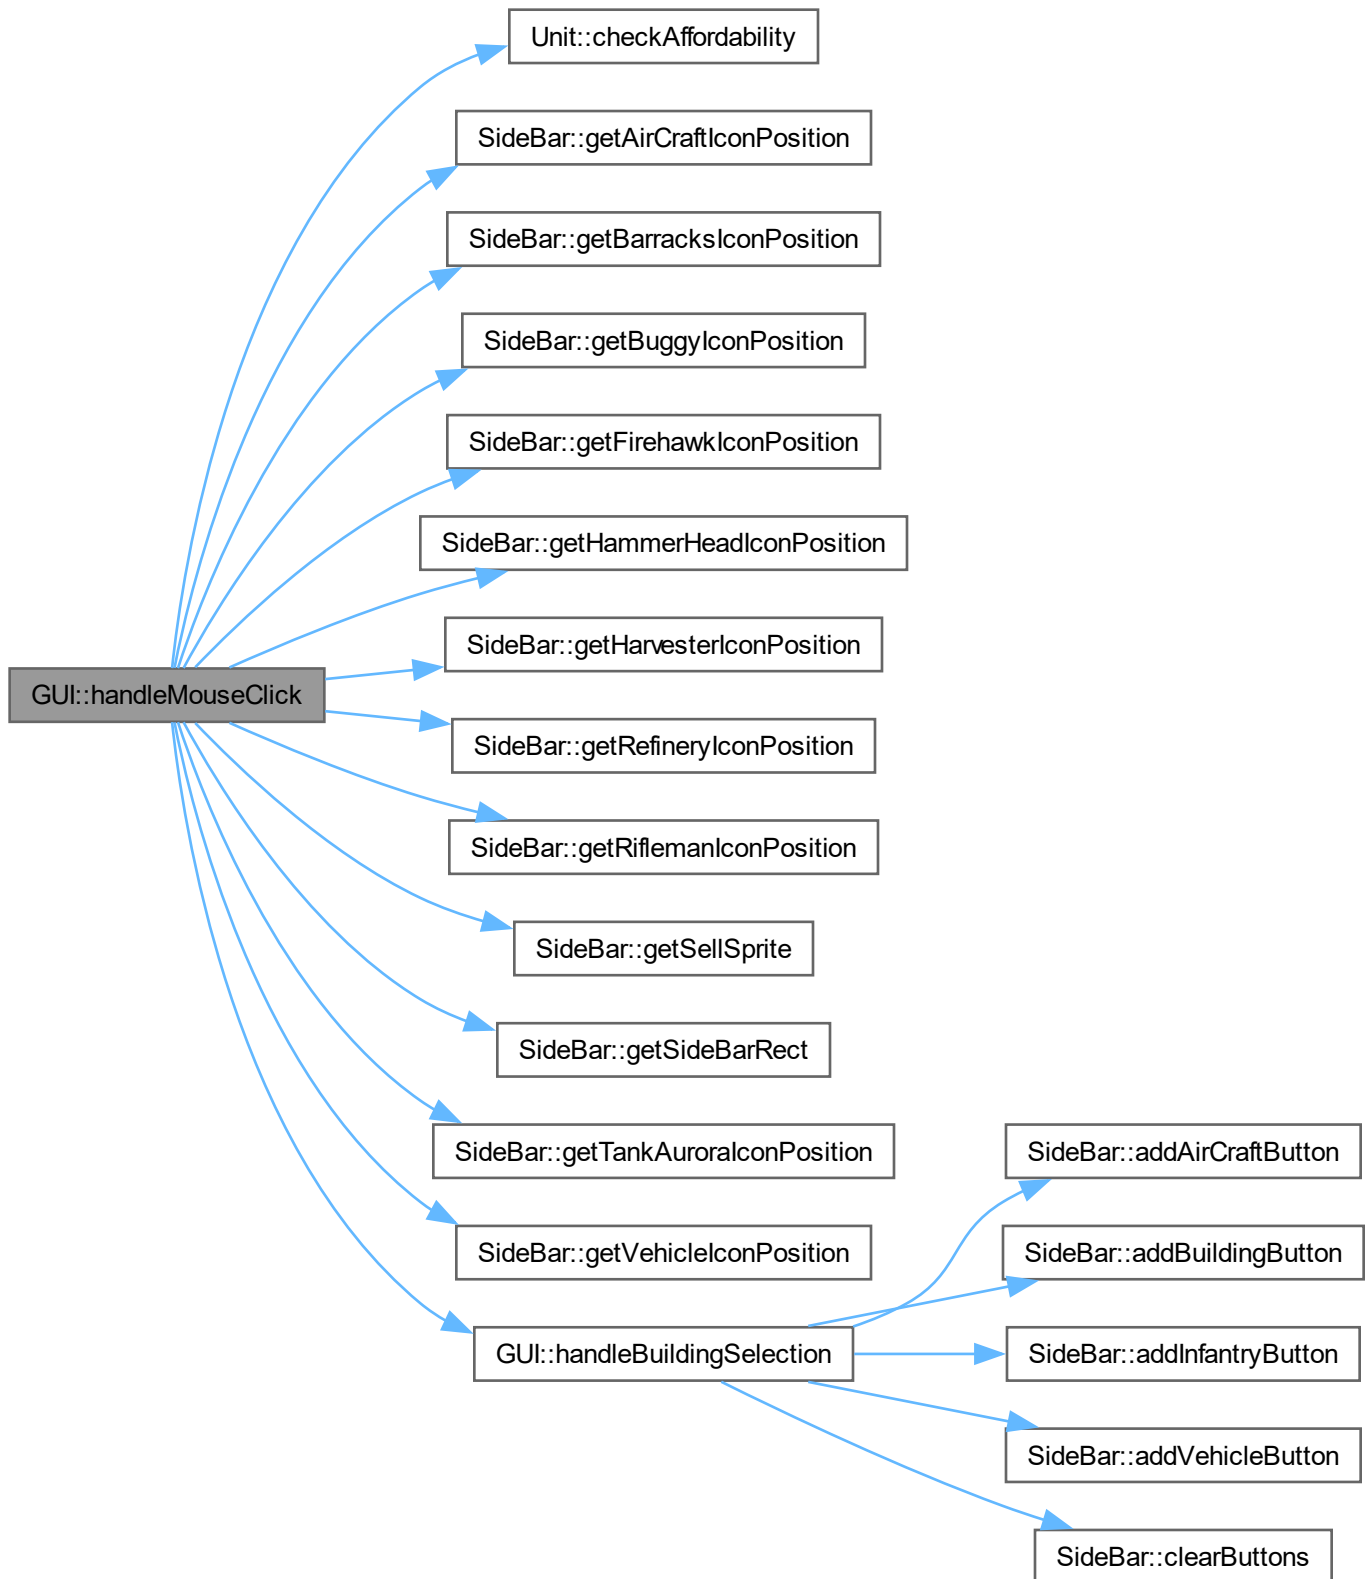 Unit::checkAffordability
SideBar::getAirCraftIconPosition
SideBar::getBarracksIconPosition
SideBar::getBuggyIconPosition
SideBar::getFirehawkIconPosition
SideBar::getHammerHeadIconPosition
SideBar::getHarvesterIconPosition
GUI::handleMouseClick
SideBar::getRefineryIconPosition
SideBar::getRiflemanIconPosition
SideBar::getSellSprite
SideBar::getSideBarRect
SideBar::getTankAuroraIconPosition
SideBar::addAirCraftButton
SideBar::getVehicleIconPosition
SideBar::addBuildingButton
GUI::handleBuildingSelection
SideBar::addInfantryButton
SideBar::addVehicleButton
SideBar::clearButtons